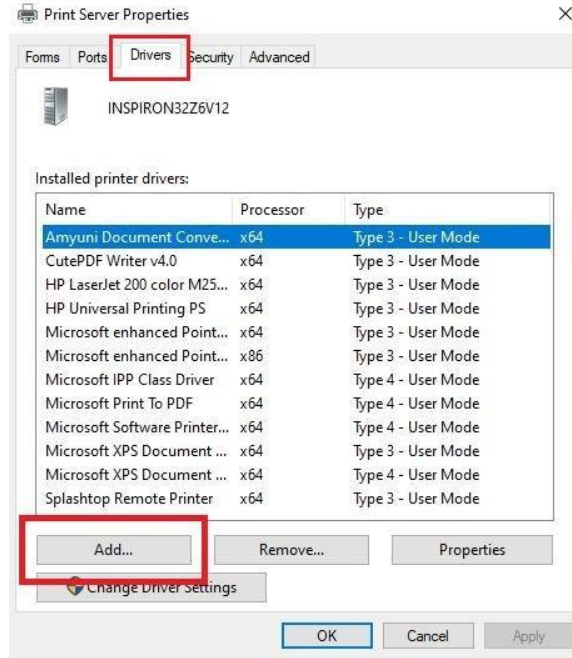 Print Server Properties
Forms Ports Drivers Security Advanced
INSPIRON32Z6V12
Installed printer drivers:
Name Processor Type
Amyuni Document Conve... x64 Type 3 - User Mode
CutePDF Writer v4.0 x64 Type 3 - User Mode
HP LaserJet 200 color M25... x64 Type 3 - User Mode
HP Universal Printing PS x64 Type 3 - User Mode
Microsoft enhanced Point... x64 Type 3 - User Mode
Microsoft enhanced Point... x86 Type 3 - User Mode
Microsoft IPP Class Driver x64 Type 4 - User Mode
Microsoft Print To PDF x64 Type 4 - User Mode
Microsoft Software Printer... x64 Type 4 - User Mode
Microsoft XPS Document ... x64 Type 3 - User Mode
Microsoft XPS Document ... x64 Type 4 - User Mode
Splashtop Remote Printer x64 Type 3 - User Mode
Add... Remove... Properties
Change Driver Settings
OK Cancel Apply